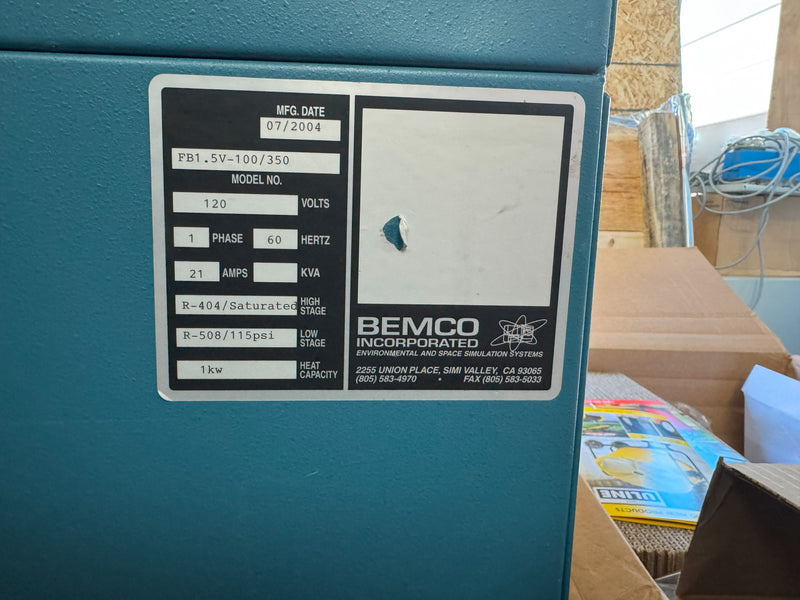 MFG. DATE
07/2004
FB1.5V-100/350
MODEL NO.
120 VOLTS
1 PHASE 60 HERTZ
21 AMPS KVA
R-404/Saturated HIGH STAGE
R-508/115psi LOW STAGE
1kw HEAT CAPACITY
BEMCO
INCORPORATED
ENVIRONMENTAL AND SPACE SIMULATION SYSTEMS
2255 UNION PLACE, SIMI VALLEY, CA 93065
(805) 583-4970 • FAX (805) 583-5033
ULINE
PRODUCTS